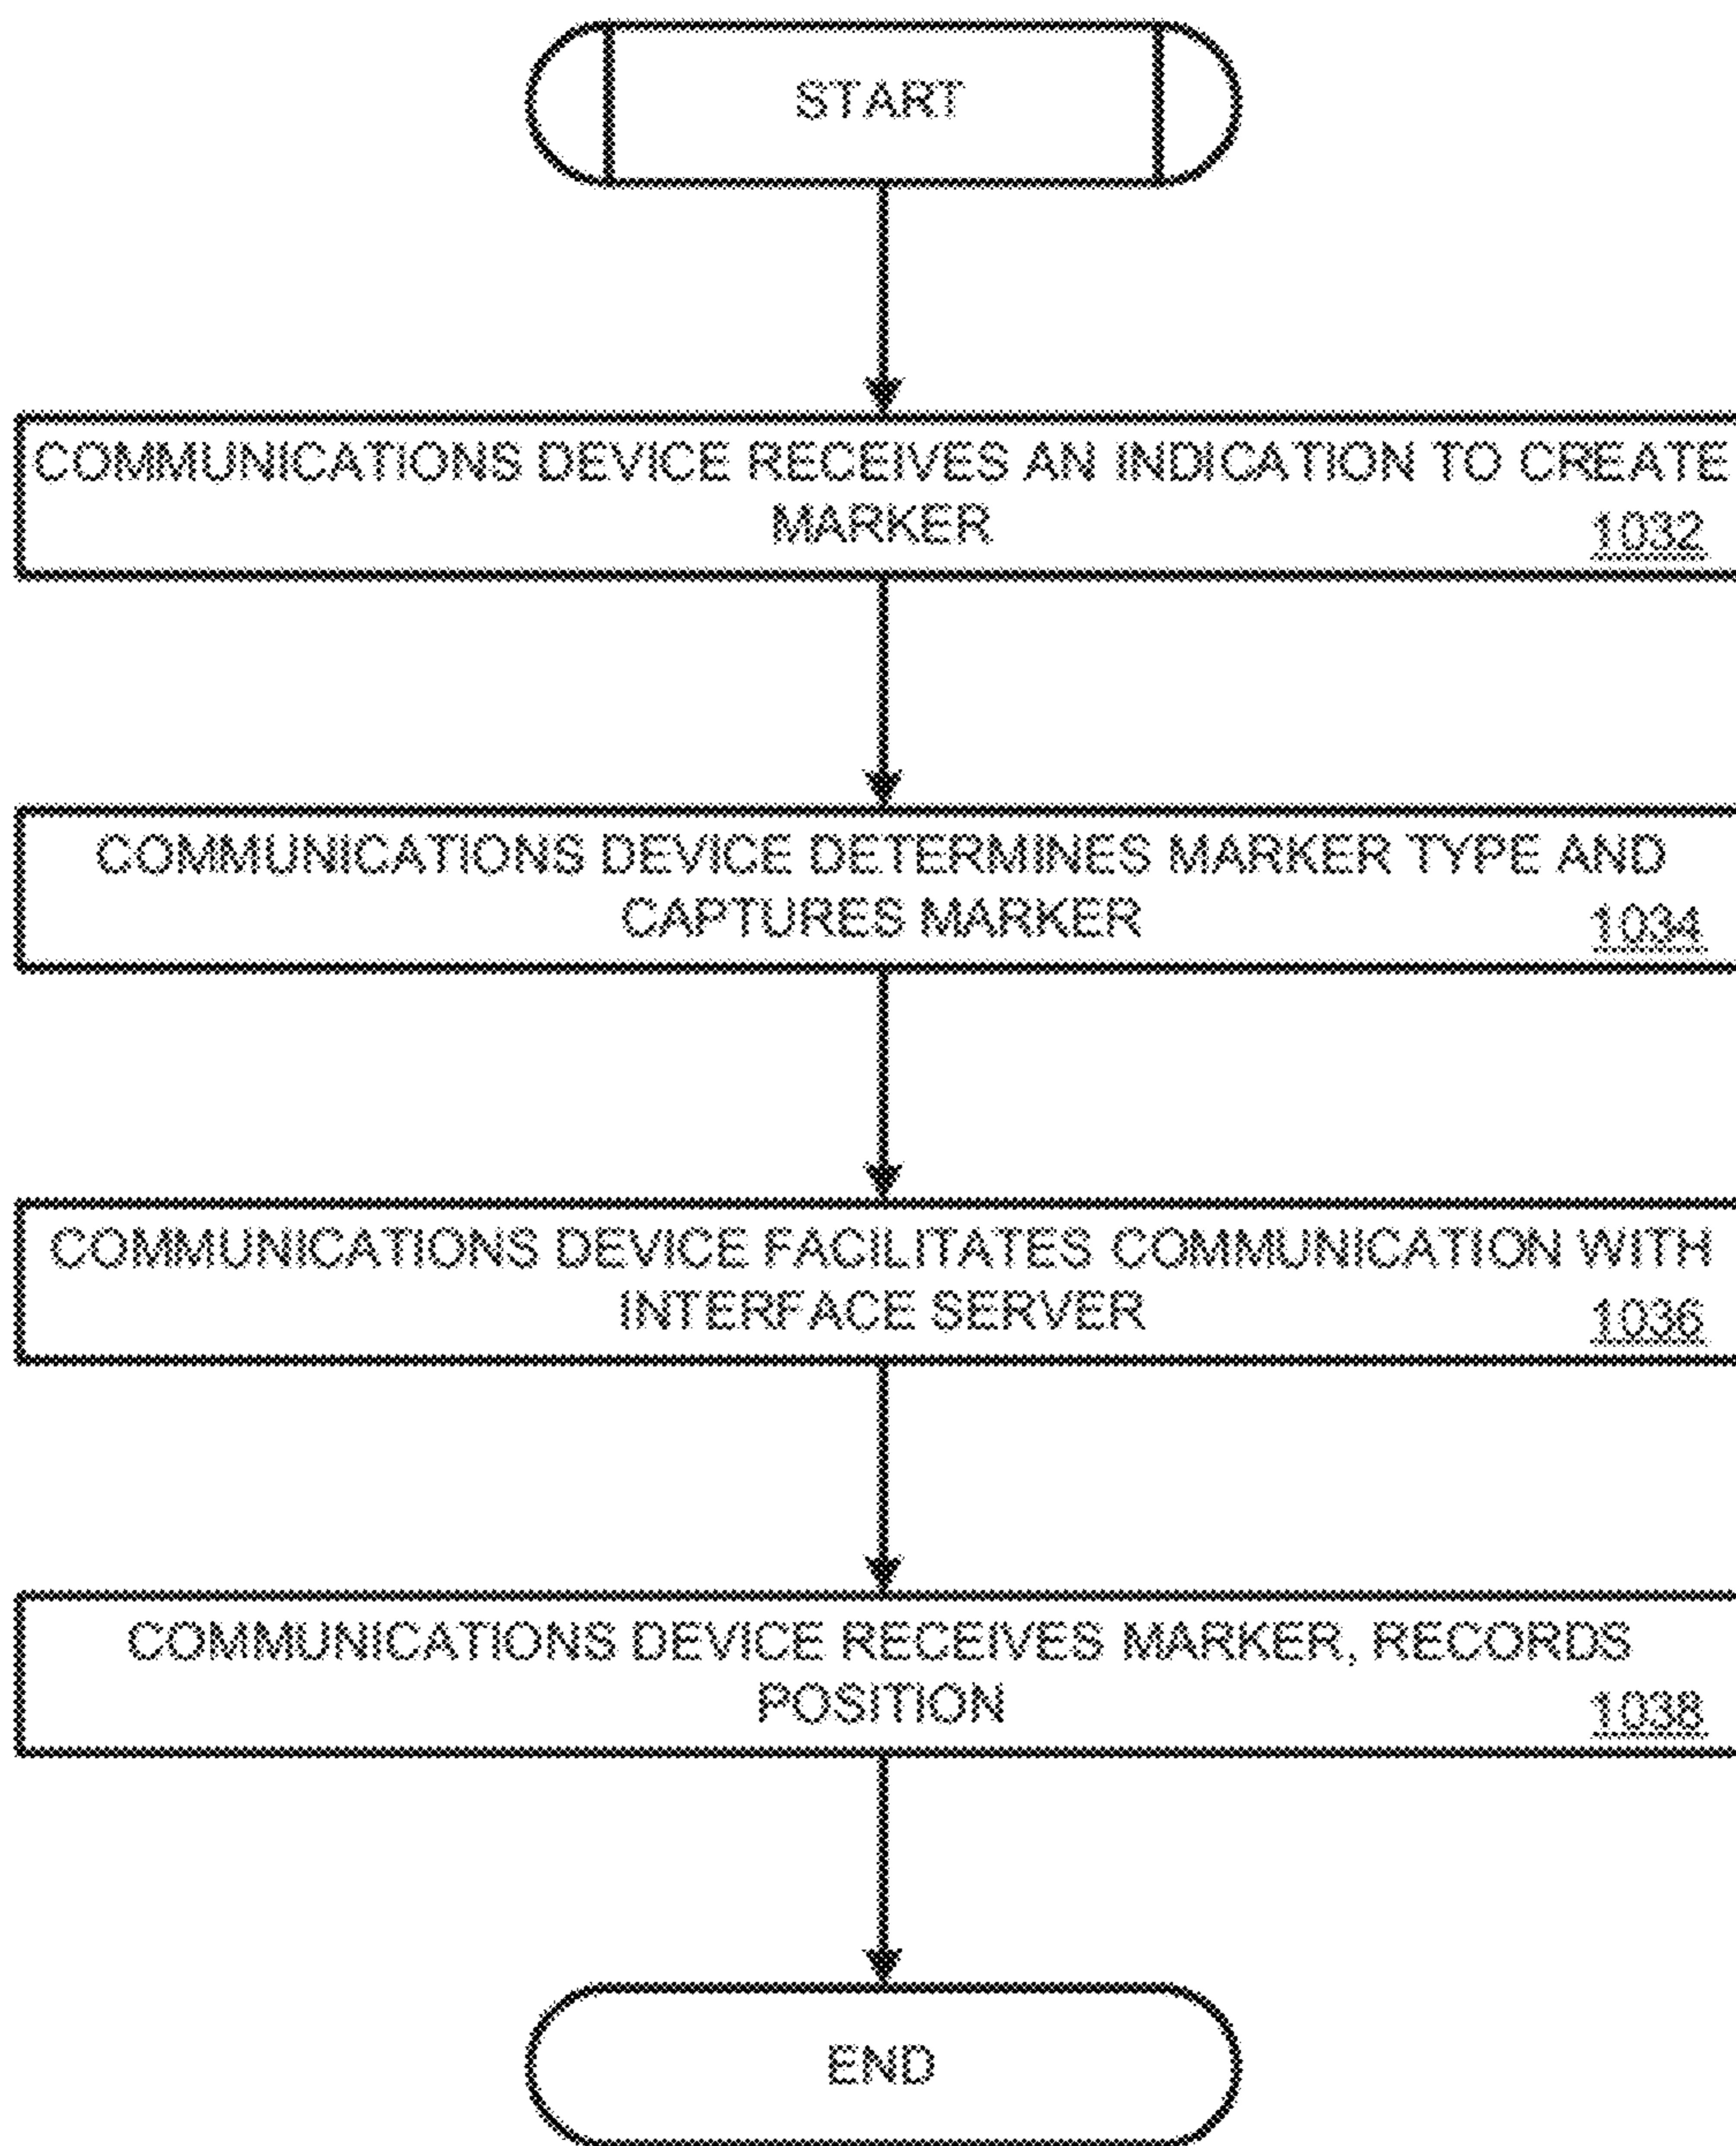 START
COMMUNICATIONS DEVICE RECEIVES AN INDICATION TO CREATE
MARKER
1032
COMMUNICATIONS DEVICE DETERMINES MARKER TYPE AND
CAPTURES MARKER
1034
COMMUNICATIONS DEVICE FACILITATES COMMUNICATION WITH
INTERFACE SERVER
1036
COMMUNICATIONS DEVICE RECEIVES MARKER, RECORDS
POSITION
1038
END